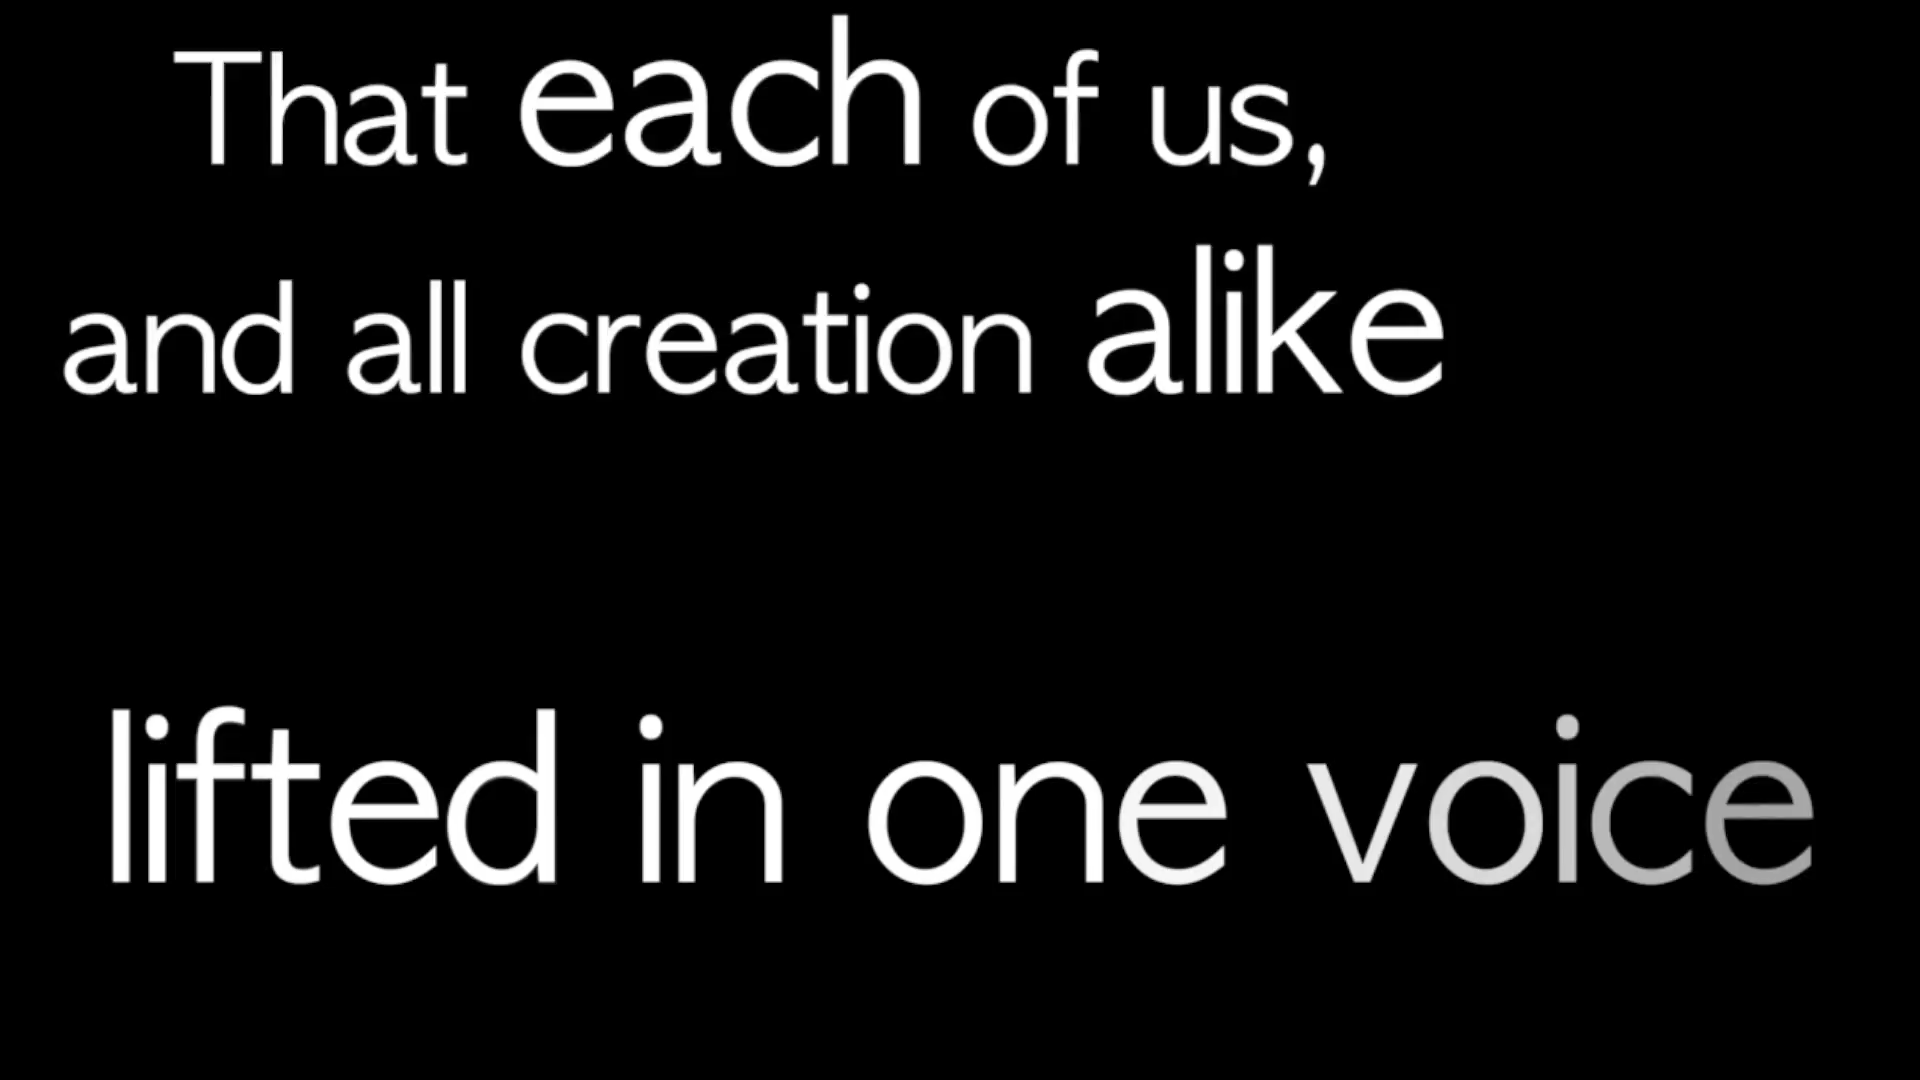 That each of us,
and all creation alike
lifted in one voice